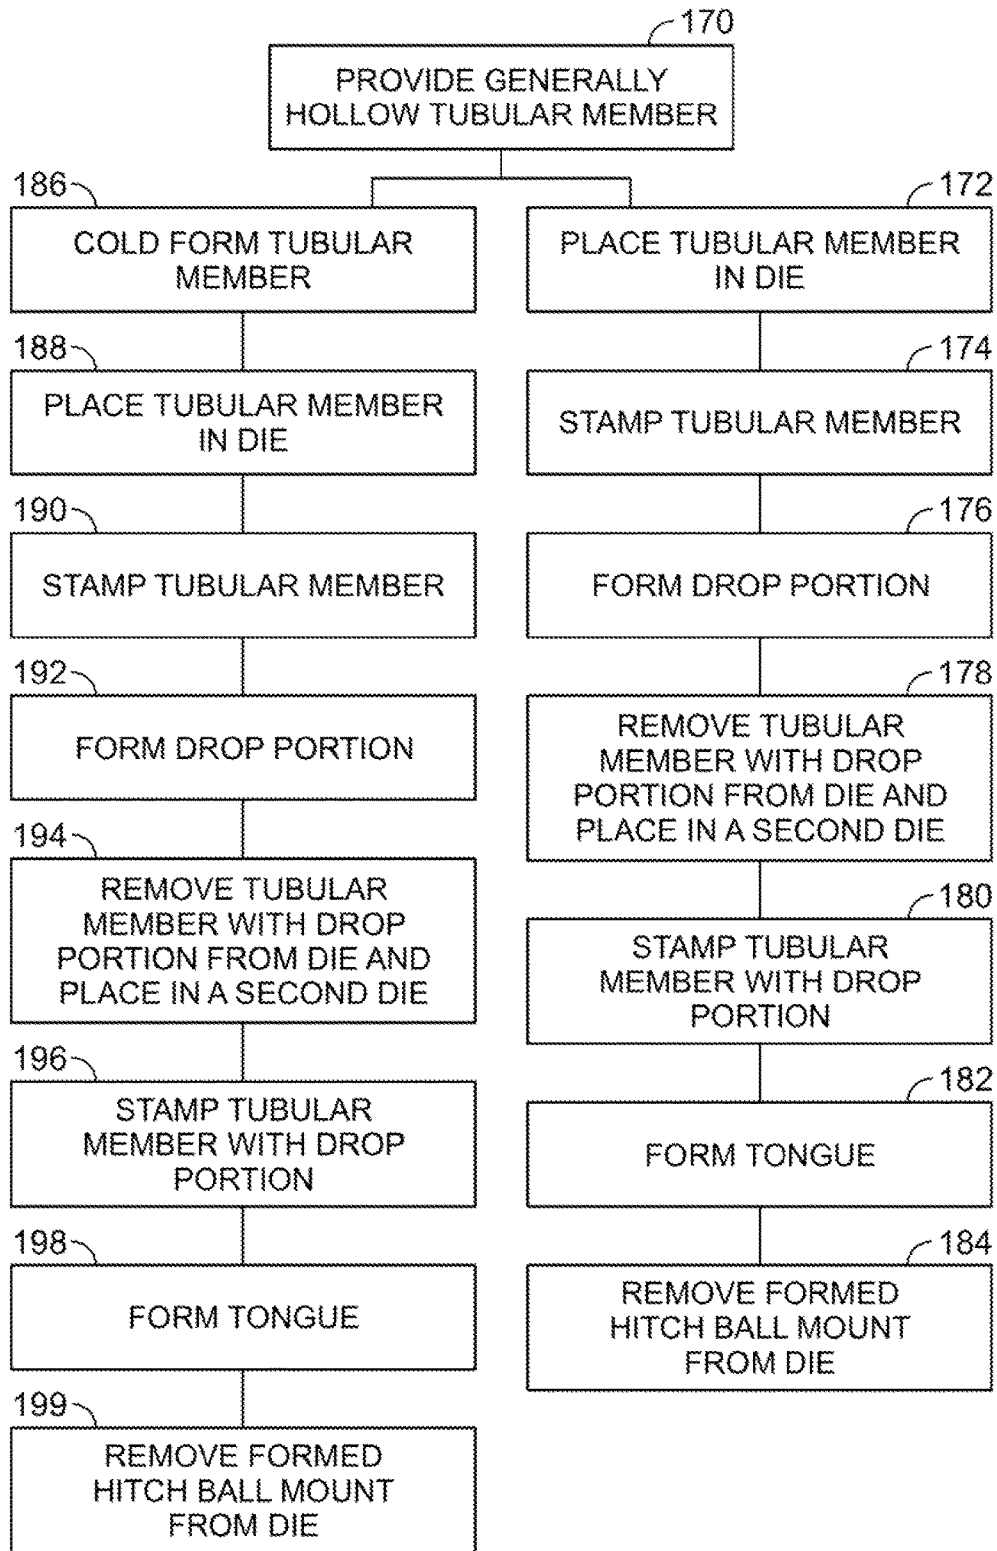 170
PROVIDE GENERALLY
HOLLOW TUBULAR MEMBER
186
COLD FORM TUBULAR
MEMBER
188
PLACE TUBULAR MEMBER
IN DIE
190
STAMP TUBULAR MEMBER
192
FORM DROP PORTION
194
REMOVE TUBULAR
MEMBER WITH DROP
PORTION FROM DIE AND
PLACE IN A SECOND DIE
196
STAMP TUBULAR
MEMBER WITH DROP
PORTION
198
FORM TONGUE
199
REMOVE FORMED
HITCH BALL MOUNT
FROM DIE
172
PLACE TUBULAR MEMBER
IN DIE
174
STAMP TUBULAR MEMBER
176
FORM DROP PORTION
178
REMOVE TUBULAR
MEMBER WITH DROP
PORTION FROM DIE AND
PLACE IN A SECOND DIE
180
STAMP TUBULAR
MEMBER WITH DROP
PORTION
182
FORM TONGUE
184
REMOVE FORMED
HITCH BALL MOUNT
FROM DIE